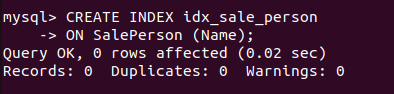 mysql> CREATE INDEX idx_sale_person
    -> ON SalePerson (Name);
Query OK, 0 rows affected (0.02 sec)
Records: 0  Duplicates: 0  Warnings: 0